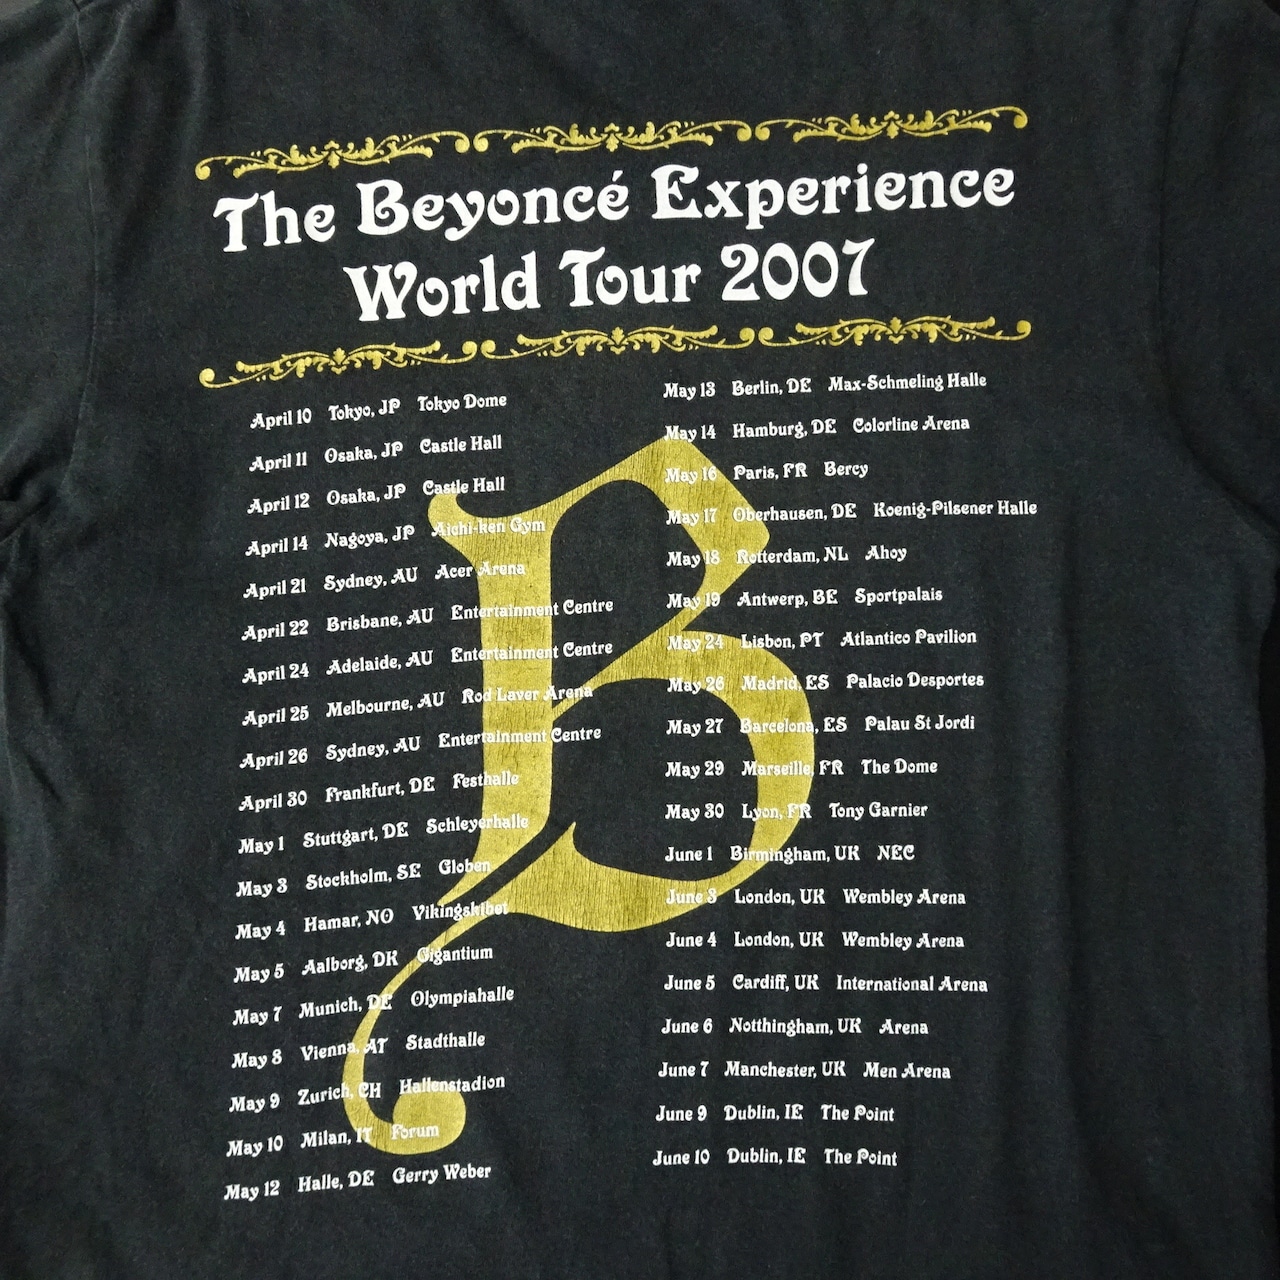 The Beyoncé Experience
World Tour 2007
April 10 Tokyo, JP Tokyo Dome
April 11 Osaka, JP Castle Hall
April 12 Osaka, JP Castle Hall
April 14 Nagoya, JP Aichi-ken Gym
April 21 Sydney, AU Acer Arena
April 22 Brisbane, AU Entertainment Centre
April 24 Adelaide, AU Entertainment Centre
April 25 Melbourne, AU Rod Laver Arena
April 26 Sydney, AU Entertainment Centre
April 30 Frankfurt, DE Festhalle
May 1 Stuttgart, DE Schleyerhalle
May 3 Stockholm, SE Globen
May 4 Hamar, NO Vikingskibet
May 5 Aalborg, DK Gigantium
May 7 Munich, DE Olympiahalle
May 8 Vienna, AT Stadthalle
May 9 Zurich, CH Hallenstadion
May 10 Milan, IT Forum
May 12 Halle, DE Gerry Weber
May 13 Berlin, DE Max-Schmeling Halle
May 14 Hamburg, DE Colorline Arena
May 16 Paris, FR Bercy
May 17 Oberhausen, DE Koenig-Pilsener Halle
May 18 Rotterdam, NL Ahoy
May 19 Antwerp, BE Sportpalais
May 24 Lisbon, PT Atlantico Pavilion
May 26 Madrid, ES Palacio Desportes
May 27 Barcelona, ES Palau St Jordi
May 29 Marseille, FR The Dome
May 30 Lyon, FR Tony Garnier
June 1 Birmingham, UK NEC
June 3 London, UK Wembley Arena
June 4 London, UK Wembley Arena
June 5 Cardiff, UK International Arena
June 6 Notthingham, UK Arena
June 7 Manchester, UK Men Arena
June 9 Dublin, IE The Point
June 10 Dublin, IE The Point
B